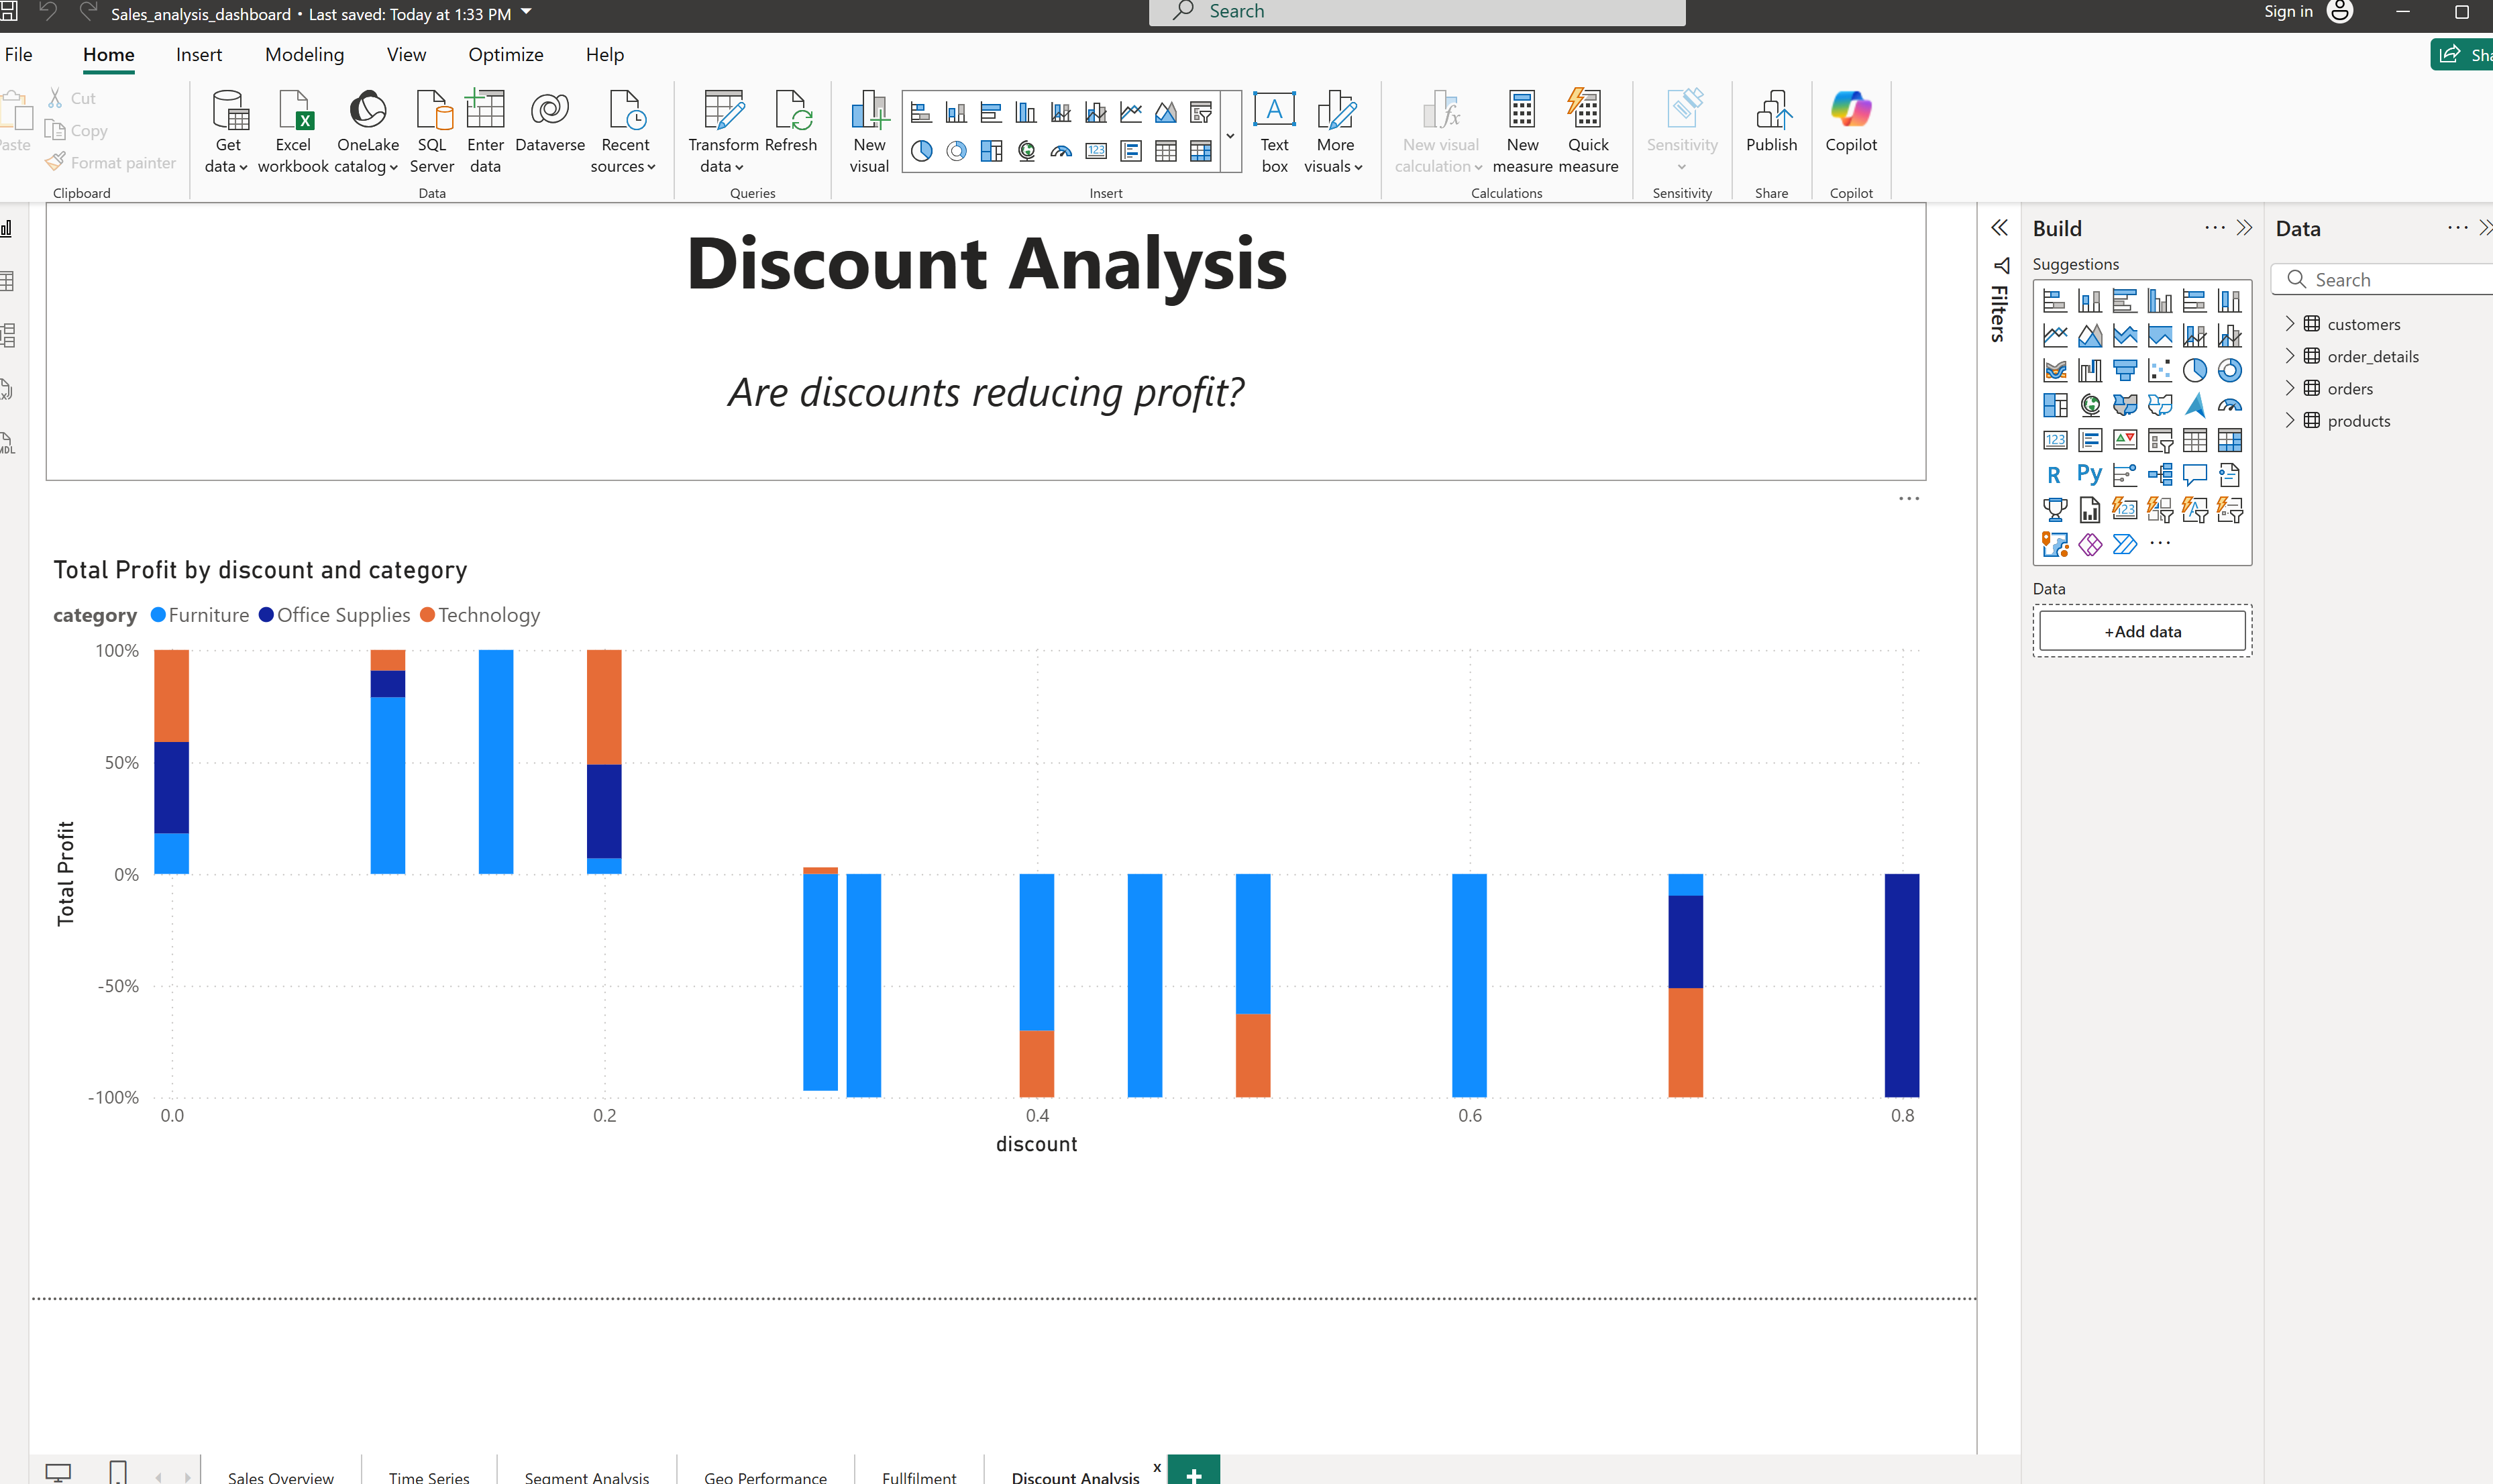 Sales_analysis_dashboard • Last saved: Today at 1:33 PM
Search
Sign in
File Home Insert Modeling View Optimize Help
Cut
Copy
Format painter
Clipboard
Get data
Excel workbook
OneLake catalog
SQL Server
Enter data
Dataverse
Recent sources
Data
Transform data
Refresh
Queries
New visual
Insert
Text box
More visuals
New visual calculation
New measure
Quick measure
Calculations
Sensitivity
Sensitivity
Publish
Share
Copilot
Copilot
Discount Analysis
Are discounts reducing profit?
Total Profit by discount and category
category Furniture Office Supplies Technology
100%
50%
0%
-50%
-100%
Total Profit
0.0 0.2 0.4 0.6 0.8
discount
Filters
Build
Suggestions
123
R Py
123
Data
+Add data
Data
Search
customers
order_details
orders
products
Sales Overview Time Series Segment Analysis Geo Performance Fullfilment Discount Analysis x +